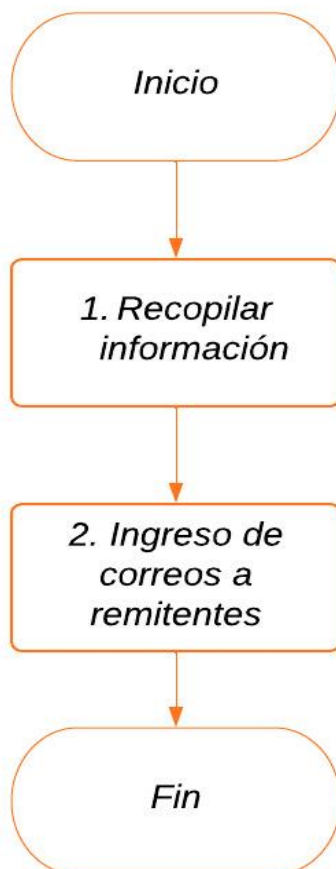 Inicio
1. Recopilar
información
2. Ingreso de
correos a
remitentes
Fin